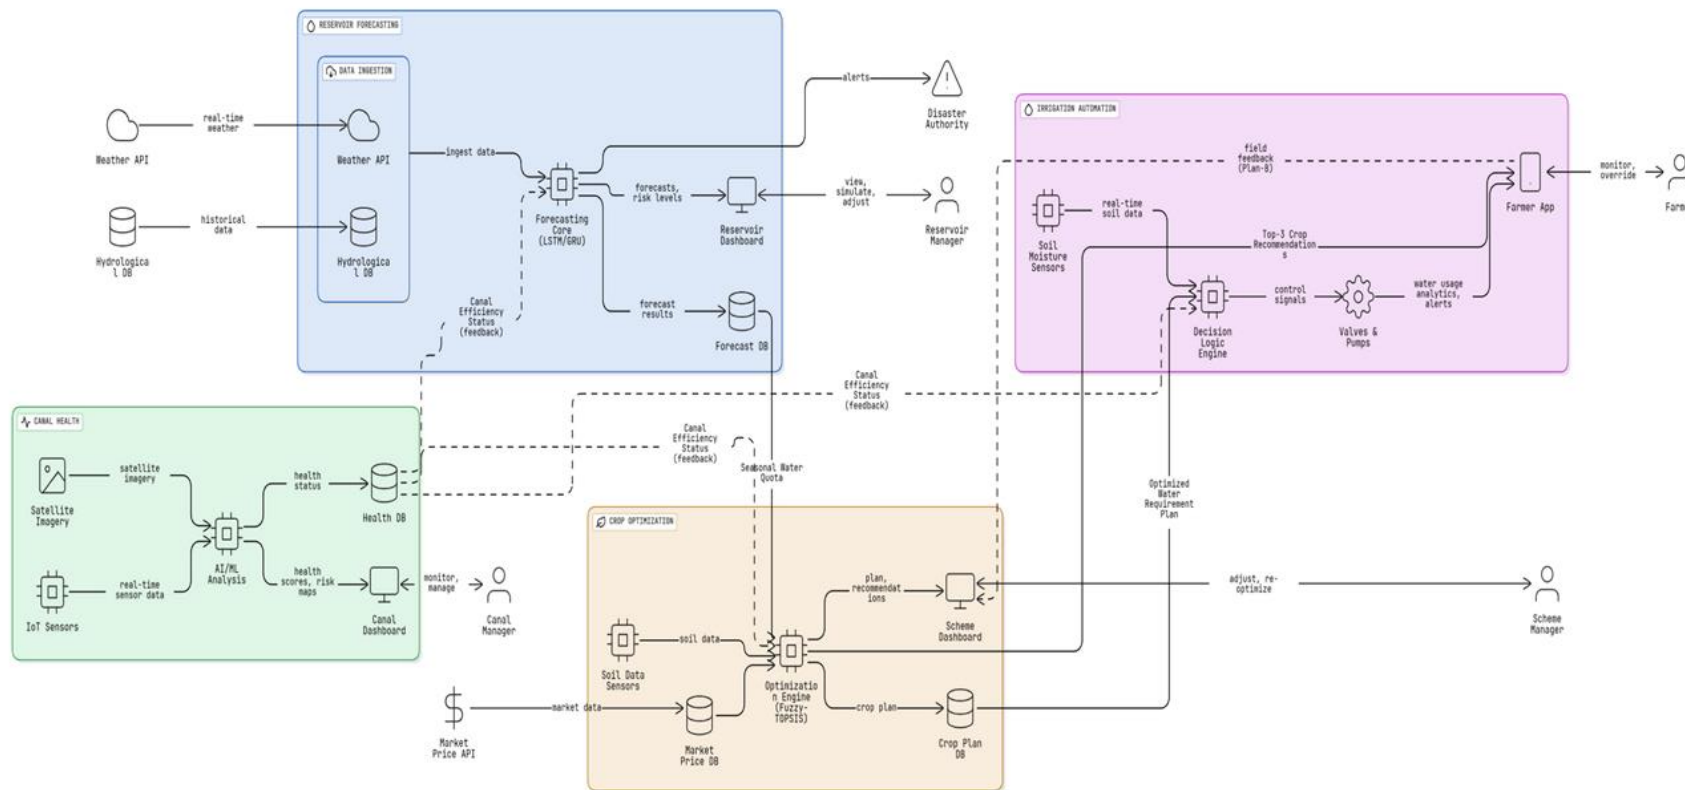 RESERVOIR FORECASTING
DATA INGESTION
real-time
weather
Weather API
Weather API
historical
data
Hydrologica
l DB
Hydrologica
l DB
ingest data
Forecasting
Core
(LSTM/GRU)
alerts
Disaster
Authority
forecasts,
risk levels
Reservoir
Dashboard
view,
simulate,
adjust
Reservoir
Manager
forecast
results
Forecast DB
Canal
Efficiency
Status
(feedback)
IRRIGATION AUTOMATION
field
feedback
(Plan-B)
monitor,
override
Farmer App
Farm
real-time
soil data
Soil
Moisture
Sensors
Top-3 Crop
Recommendation
s
control
signals
water usage
analytics,
alerts
Decision
Logic
Engine
Valves &
Pumps
Canal
Efficiency
Status
(feedback)
CANAL HEALTH
satellite
imagery
Satellite
Imagery
health
status
Health DB
AI/ML
Analysis
real-time
sensor data
IoT Sensors
health
scores, risk
maps
Canal
Dashboard
monitor,
manage
Canal
Manager
Canal
Efficiency
Status
(feedback)
Seasonal Water
Quota
Optimized
Water
Requirement
Plan
CROP OPTIMIZATION
plan,
recommendat
ions
Scheme
Dashboard
adjust, re-
optimize
Scheme
Manager
soil data
Soil Data
Sensors
Optimizatio
n Engine
(Fuzzy-
TOPSIS)
crop plan
Crop Plan
DB
market data
Market
Price API
Market
Price DB